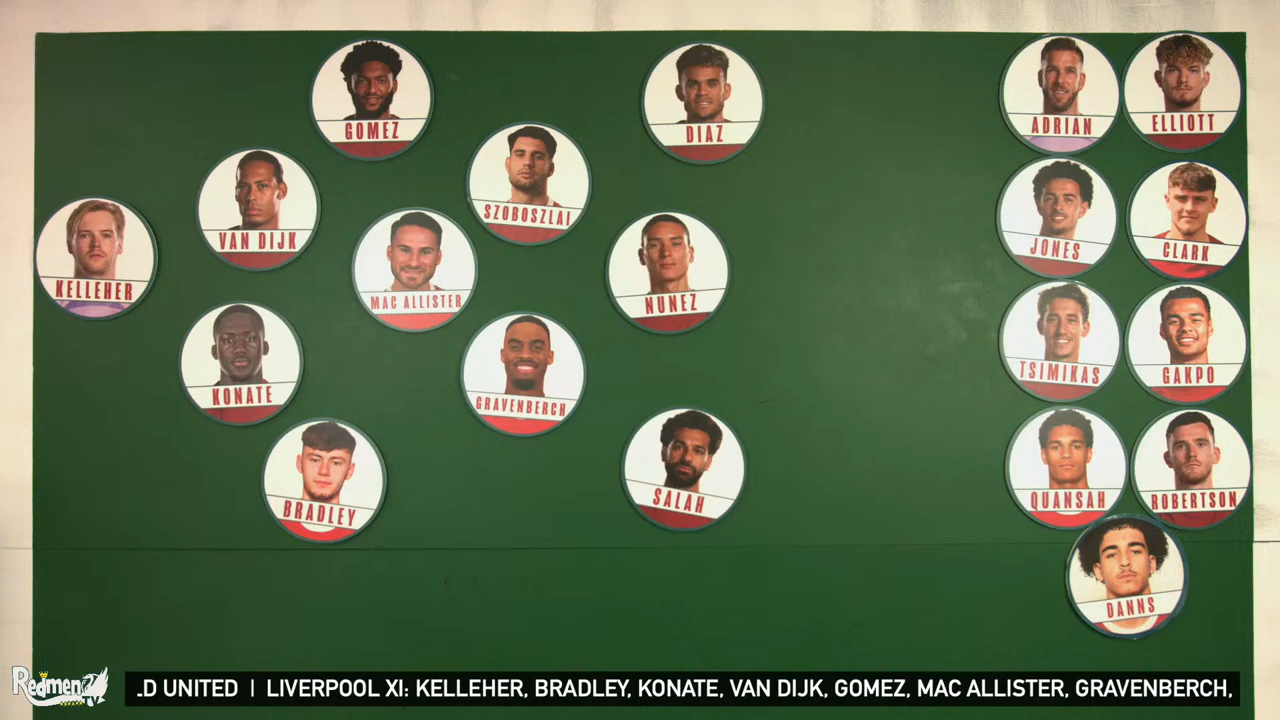 GOMEZ
DIAZ
ADRIAN
ELLIOTT
SZOBOSZLAI
VAN DIJK
JONES
CLARK
KELLEHER
MAC ALLISTER
NUNEZ
TSIMIKAS
GAKPO
KONATE
GRAVENBERCH
BRADLEY
SALAH
QUANSAH
ROBERTSON
DANNS
Redmen
.D UNITED | LIVERPOOL XI: KELLEHER, BRADLEY, KONATE, VAN DIJK, GOMEZ, MAC ALLISTER, GRAVENBERCH,